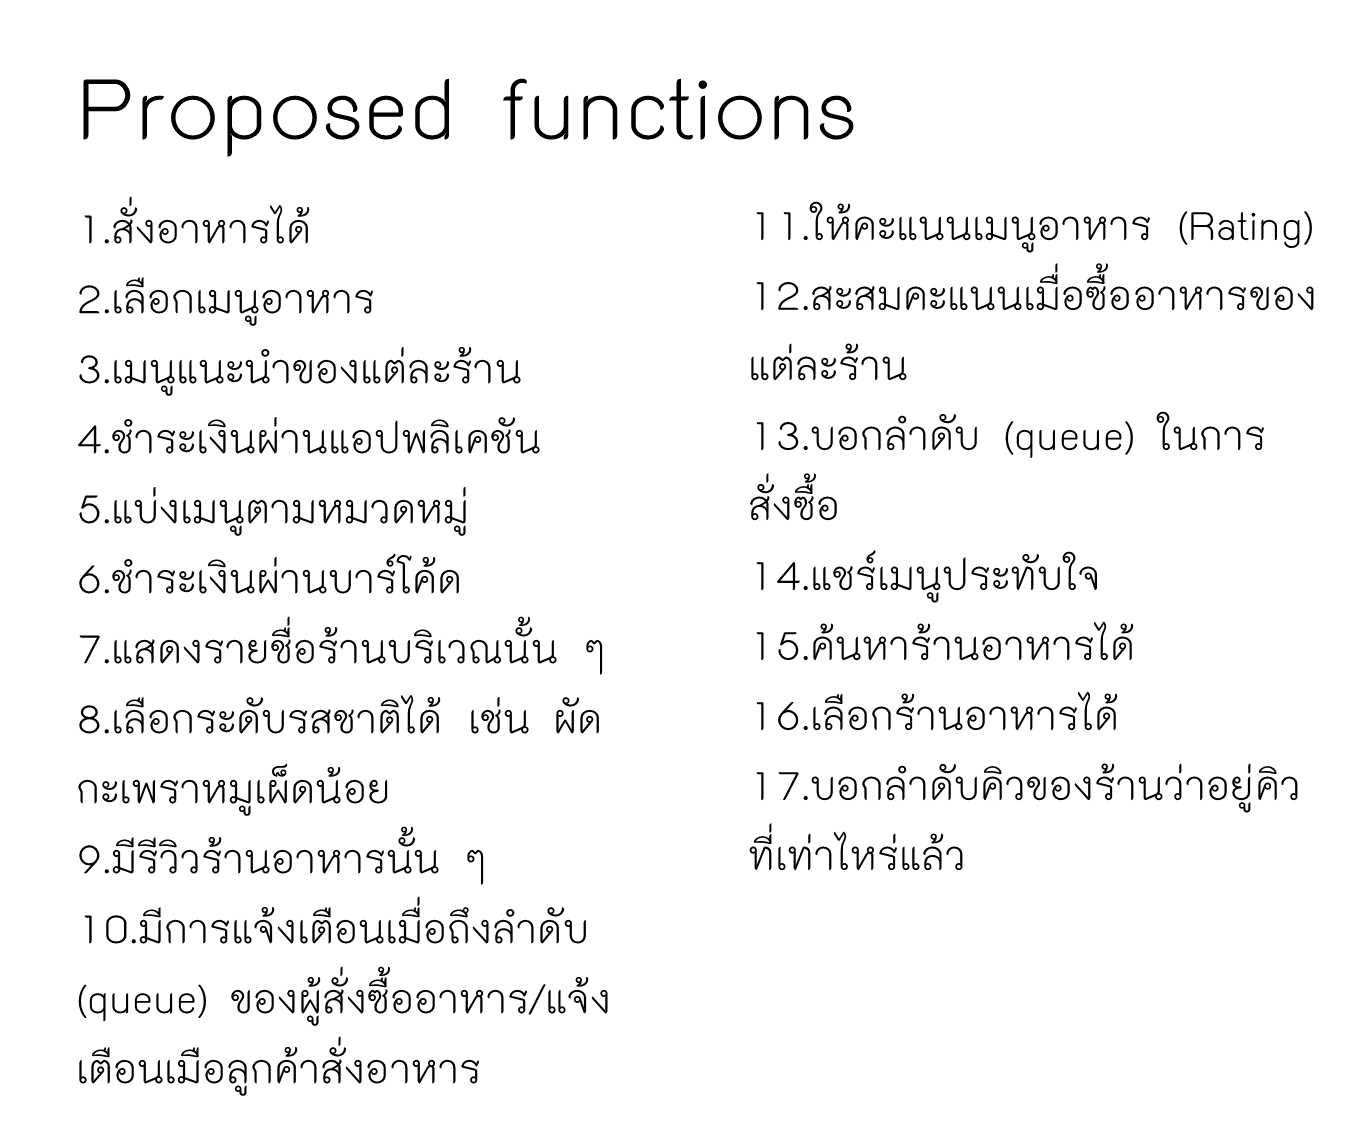 Proposed functions
1.สั่งอาหารได้
2.เลือกเมนูอาหาร
3.เมนูแนะนำของแต่ละร้าน
4.ชำระเงินผ่านแอปพลิเคชัน
5.แบ่งเมนูตามหมวดหมู่
6.ชำระเงินผ่านบาร์โค้ด
7.แสดงรายชื่อร้านบริเวณนั้น ๆ
8.เลือกระดับรสชาติได้ เช่น ผัด
กะเพราหมูเผ็ดน้อย
9.มีรีวิวร้านอาหารนั้น ๆ
10.มีการแจ้งเตือนเมื่อถึงลำดับ
(queue) ของผู้สั่งซื้ออาหาร/แจ้ง
เตือนเมือลูกค้าสั่งอาหาร
11.ให้คะแนนเมนูอาหาร (Rating)
12.สะสมคะแนนเมื่อซื้ออาหารของ
แต่ละร้าน
13.บอกลำดับ (queue) ในการ
สั่งซื้อ
14.แชร์เมนูประทับใจ
15.ค้นหาร้านอาหารได้
16.เลือกร้านอาหารได้
17.บอกลำดับคิวของร้านว่าอยู่คิว
ที่เท่าไหร่แล้ว